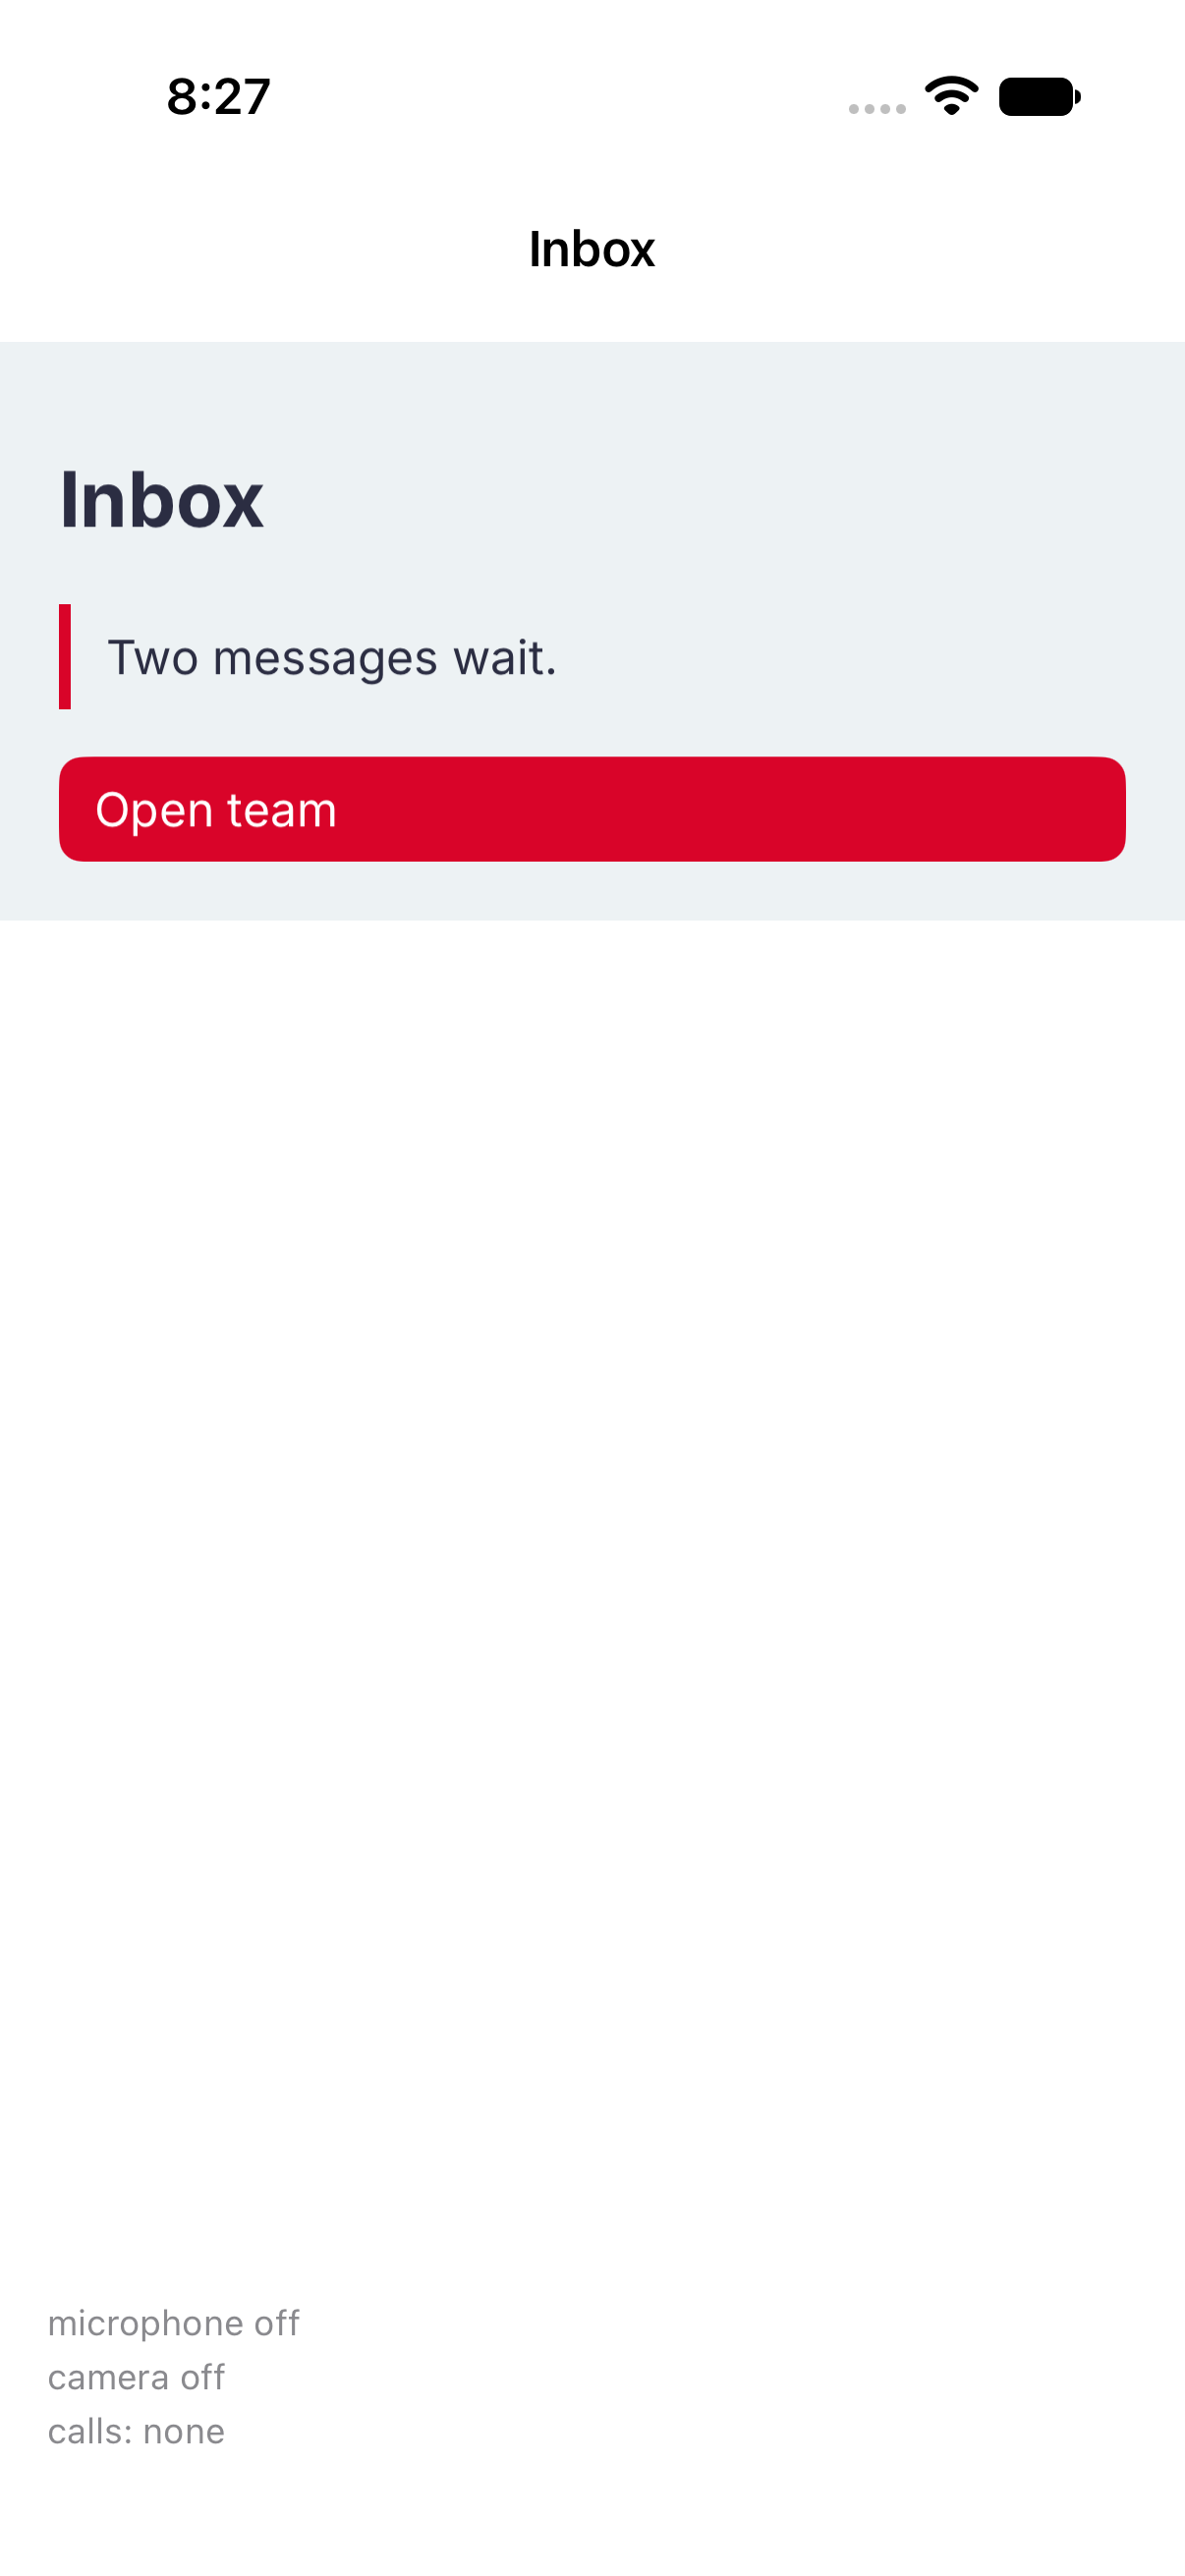 8:27
Inbox
Inbox
Two messages wait.
Open team
microphone off
camera off
calls: none